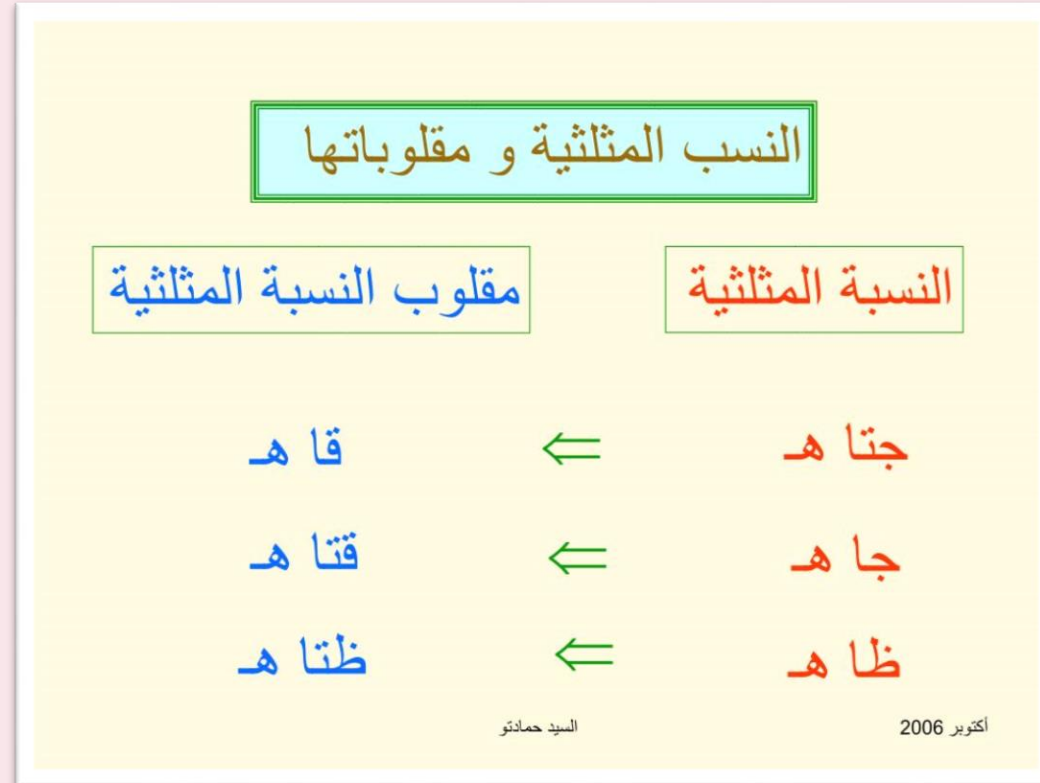 النسب المثلثية و مقلوباتها
النسبة المثلثية مقلوب النسبة المثلثية
جتا هـ ⇐ قا هـ
جا هـ ⇐ قتا هـ
ظا هـ ⇐ ظتا هـ
أكتوبر 2006 السيد حمادتو